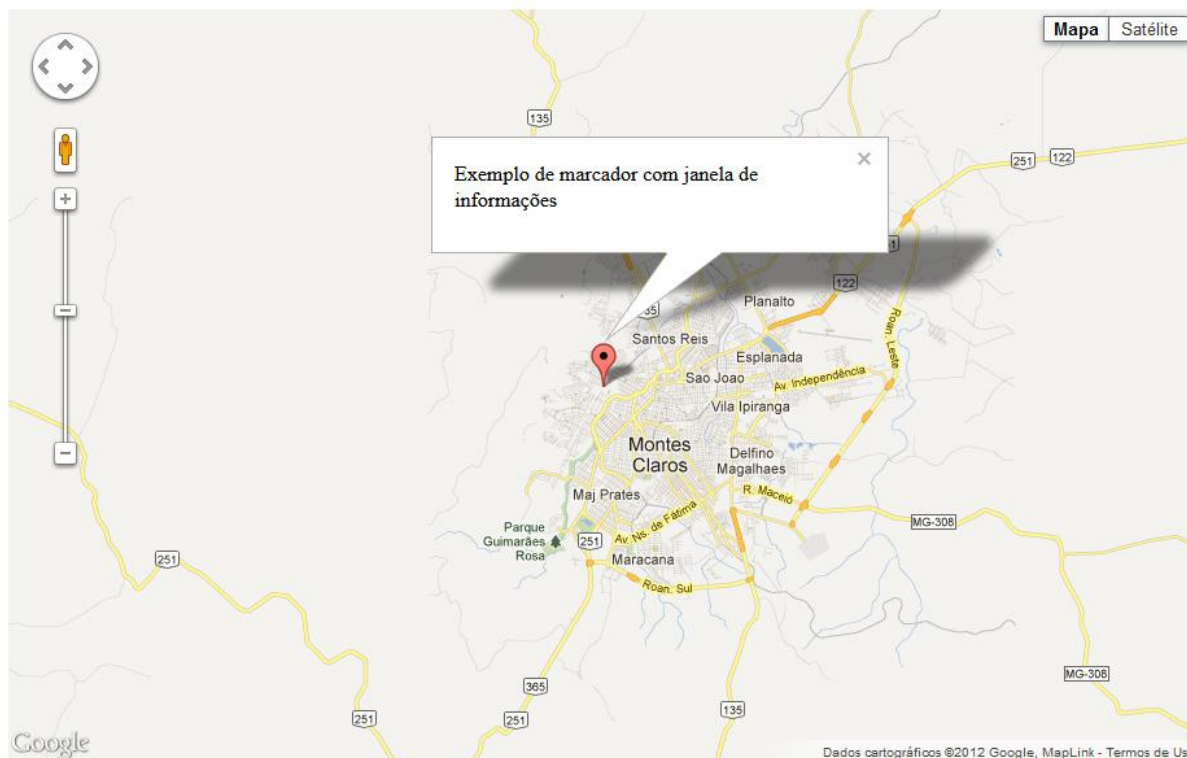 Mapa
Satélite
135
251
122
Exemplo de marcador com janela de
informações
122
Planalto
Roan. Leste
Santos Reis
Esplanada
Sao Joao
Av. Independência
Vila Ipiranga
Montes
Claros
Delfino
Magalhaes
Maj Prates
R. Maceió
Av. Ns. de Fátima
MG-308
Parque
Guimarães
Rosa
251
251
Maracana
Roan. Sul
MG-308
365
251
251
135
Google
Dados cartográficos ©2012 Google, MapLink - Termos de Us